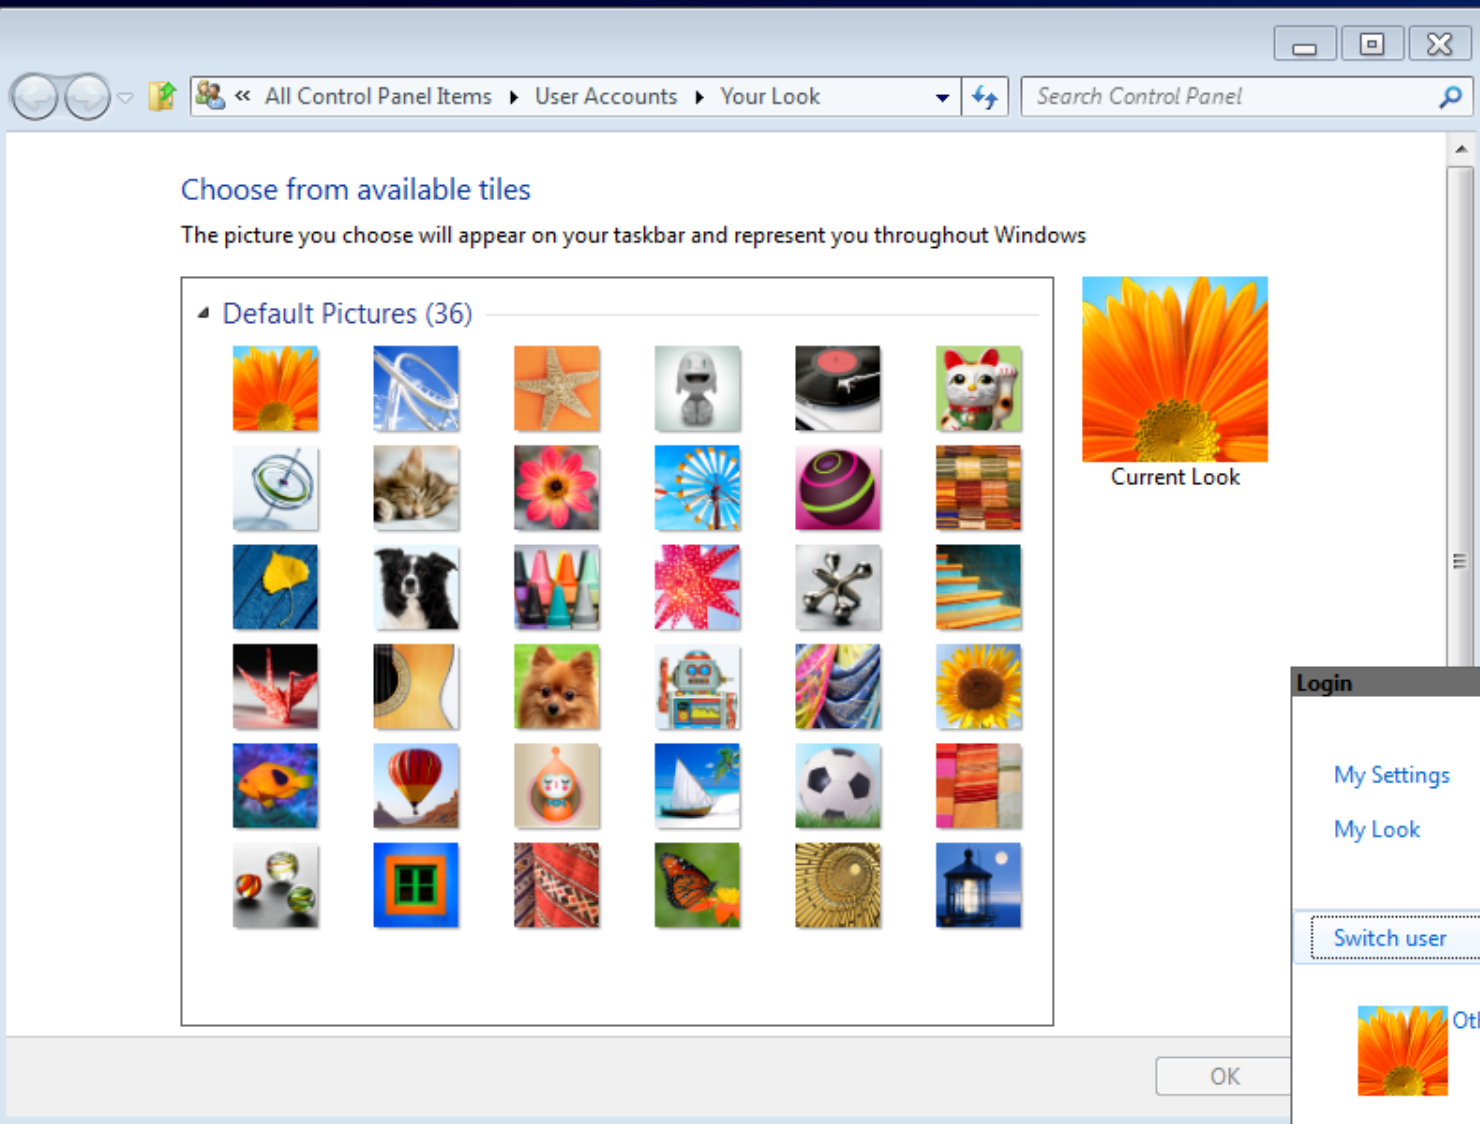 « All Control Panel Items ▸ User Accounts ▸ Your Look
Search Control Panel
Choose from available tiles
The picture you choose will appear on your taskbar and represent you throughout Windows
Default Pictures (36)
Current Look
Login
My Settings
My Look
Switch user
OK